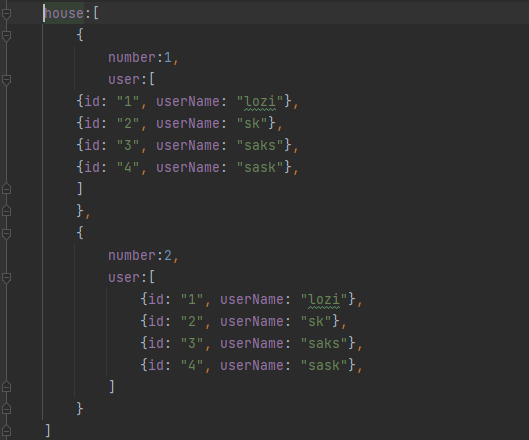 house:[
{
number:1,
user:[
{id: "1", userName: "lozi"},
{id: "2", userName: "sk"},
{id: "3", userName: "saks"},
{id: "4", userName: "sask"},
]
},
{
number:2,
user:[
{id: "1", userName: "lozi"},
{id: "2", userName: "sk"},
{id: "3", userName: "saks"},
{id: "4", userName: "sask"},
]
}
]